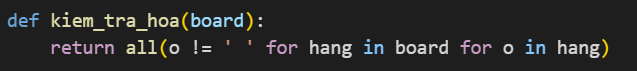 def kiem_tra_hoa(board):
    return all(o != ' ' for hang in board for o in hang)